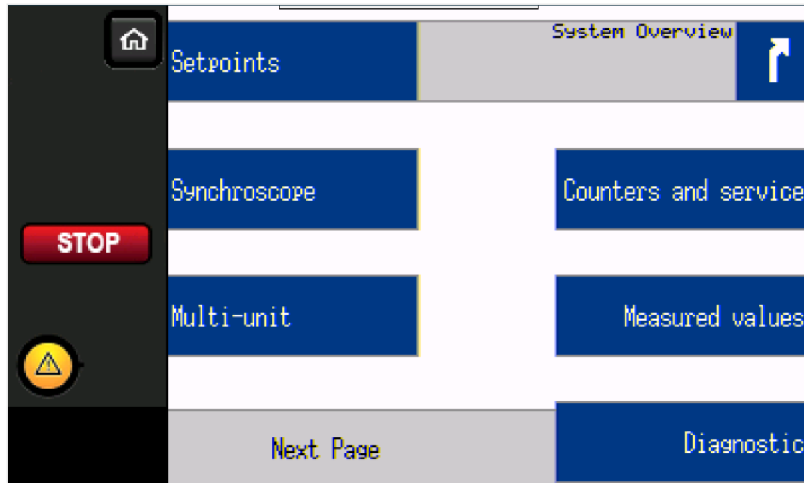 System Overview
Setpoints
Synchroscope
Counters and service
STOP
Multi-unit
Measured values
Next Page
Diagnostic